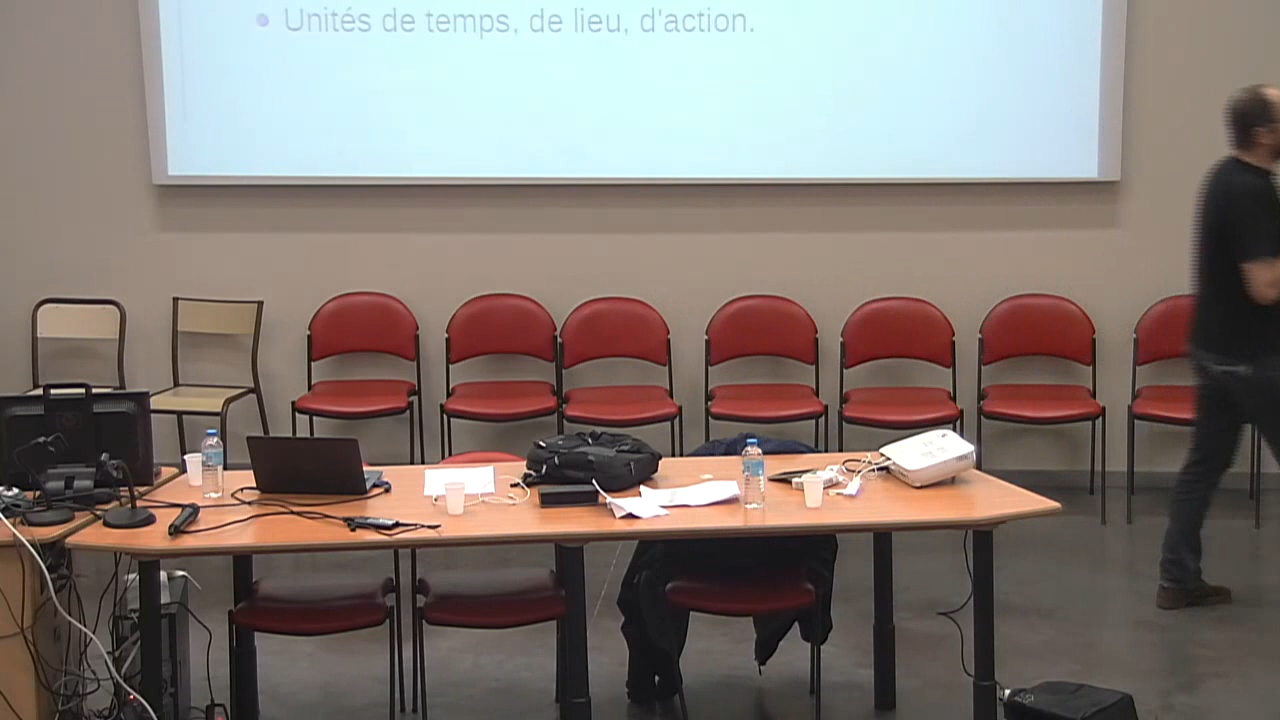 Unités de temps, de lieu, d'action.